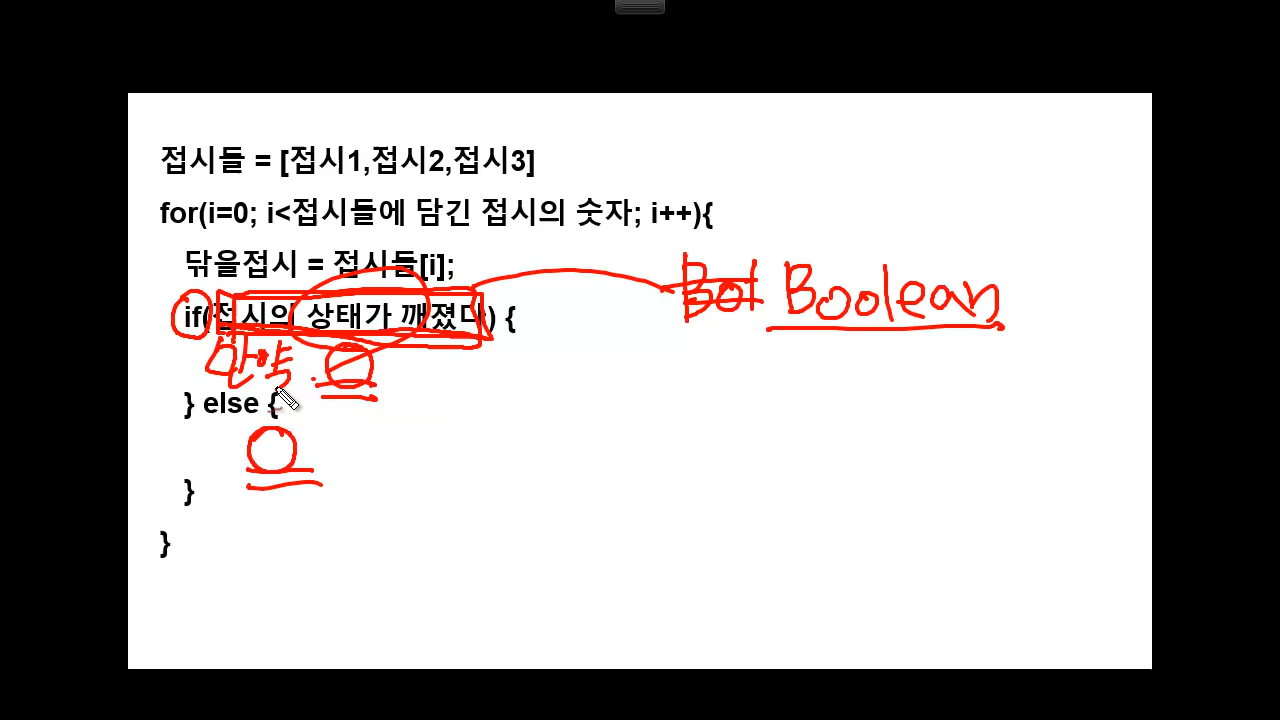 접시들 = [접시1,접시2,접시3]
for(i=0; i<접시들에 담긴 접시의 숫자; i++){
닦을접시 = 접시들[i];
if(접시의 상태가 깨졌다) {
Bol Boolean
만약
} else {
}
}